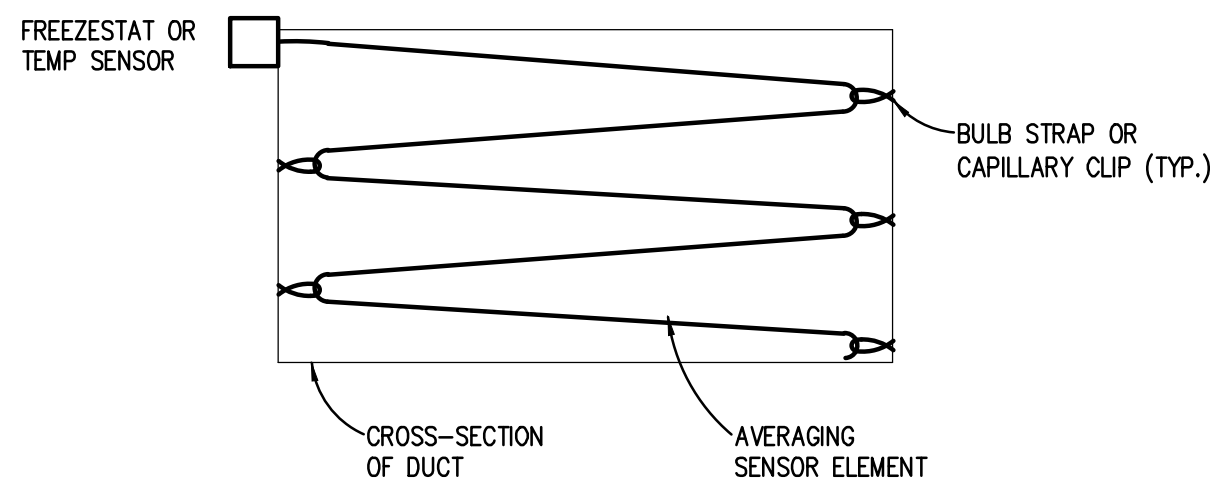 FREEZESTAT OR
TEMP SENSOR
BULB STRAP OR
CAPILLARY CLIP (TYP.)
CROSS-SECTION
OF DUCT
AVERAGING
SENSOR ELEMENT